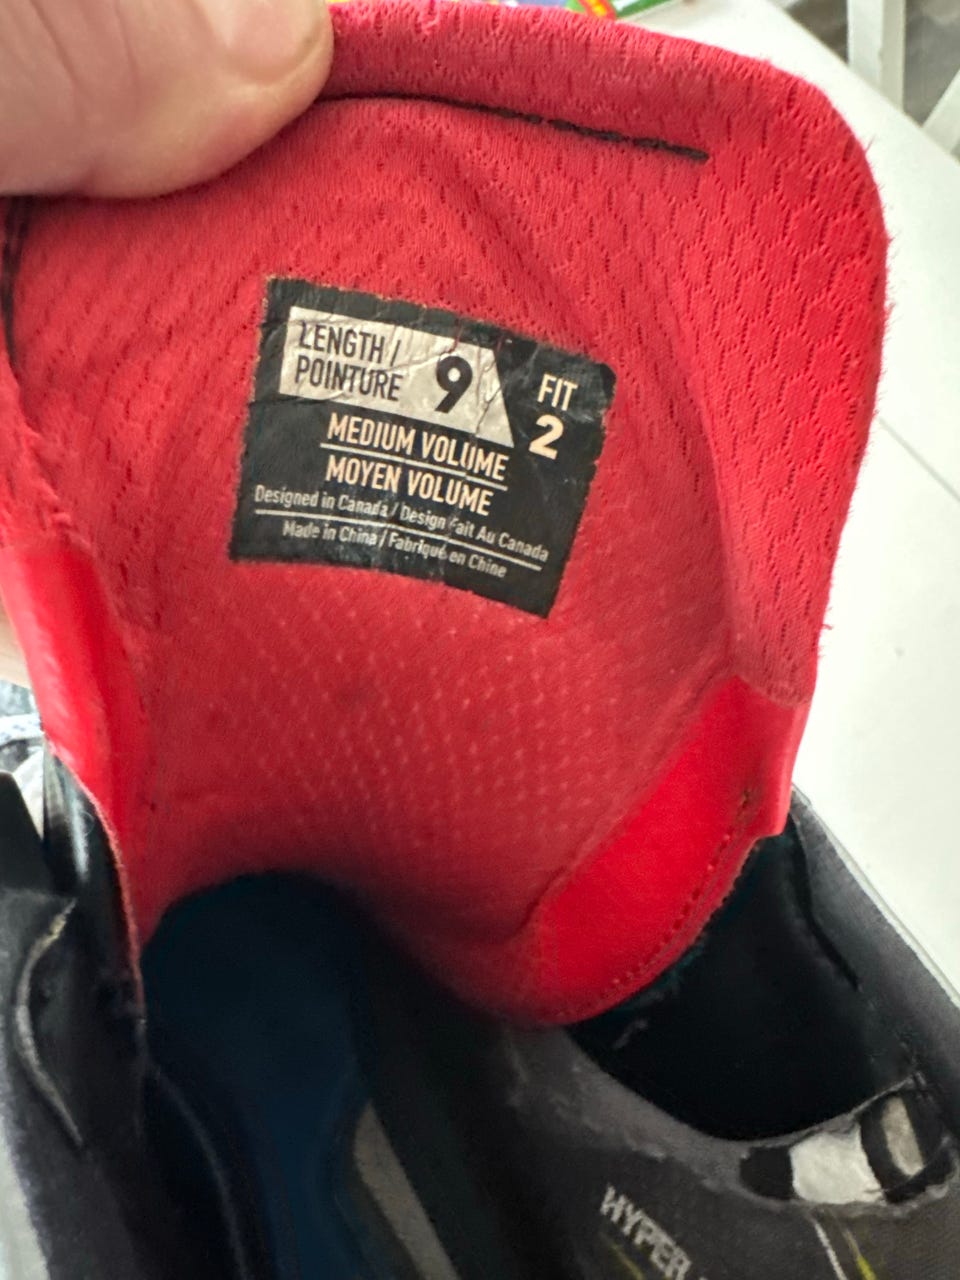 LENGTH /
POINTURE
9
FIT
2
MEDIUM VOLUME
MOYEN VOLUME
Designed in Canada / Design Fait Au Canada
Made in China / Fabriqué en Chine
HYPER